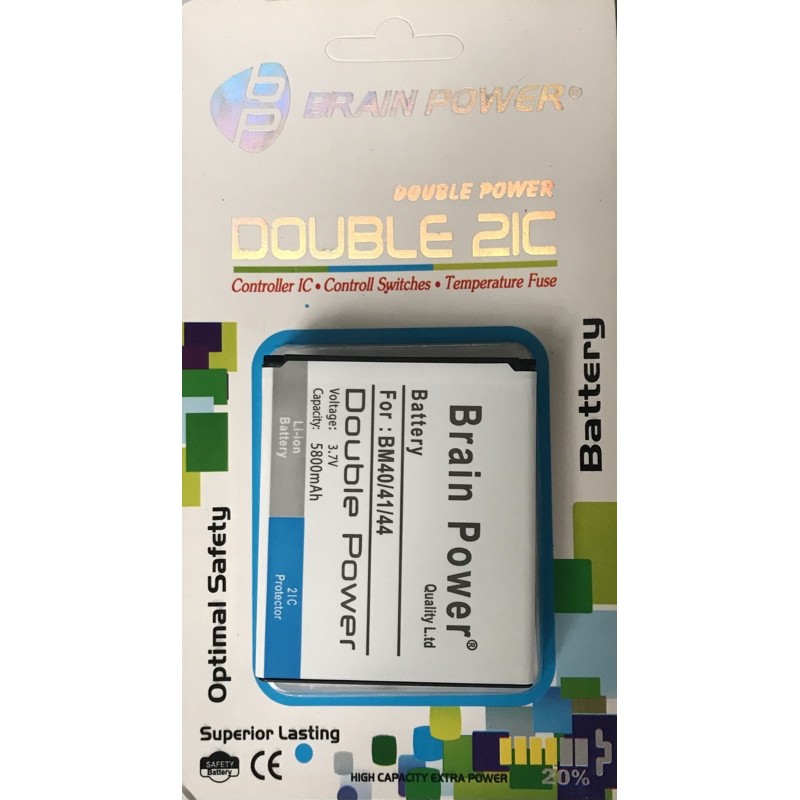 bp
BRAIN POWER®
DOUBLE POWER
DOUBLE 2IC
Controller IC • Controll Switches • Temperature Fuse
Battery
Brain Power®
Quality L.td
Battery
For : BM40/41/44
Double Power
Voltage: 3.7V
Capacity: 5800mAh
Li-ion
Battery
2IC
Protector
Optimal Safety
Superior Lasting
SAFETY
Battery
CE
HIGH CAPACITY EXTRA POWER
20%